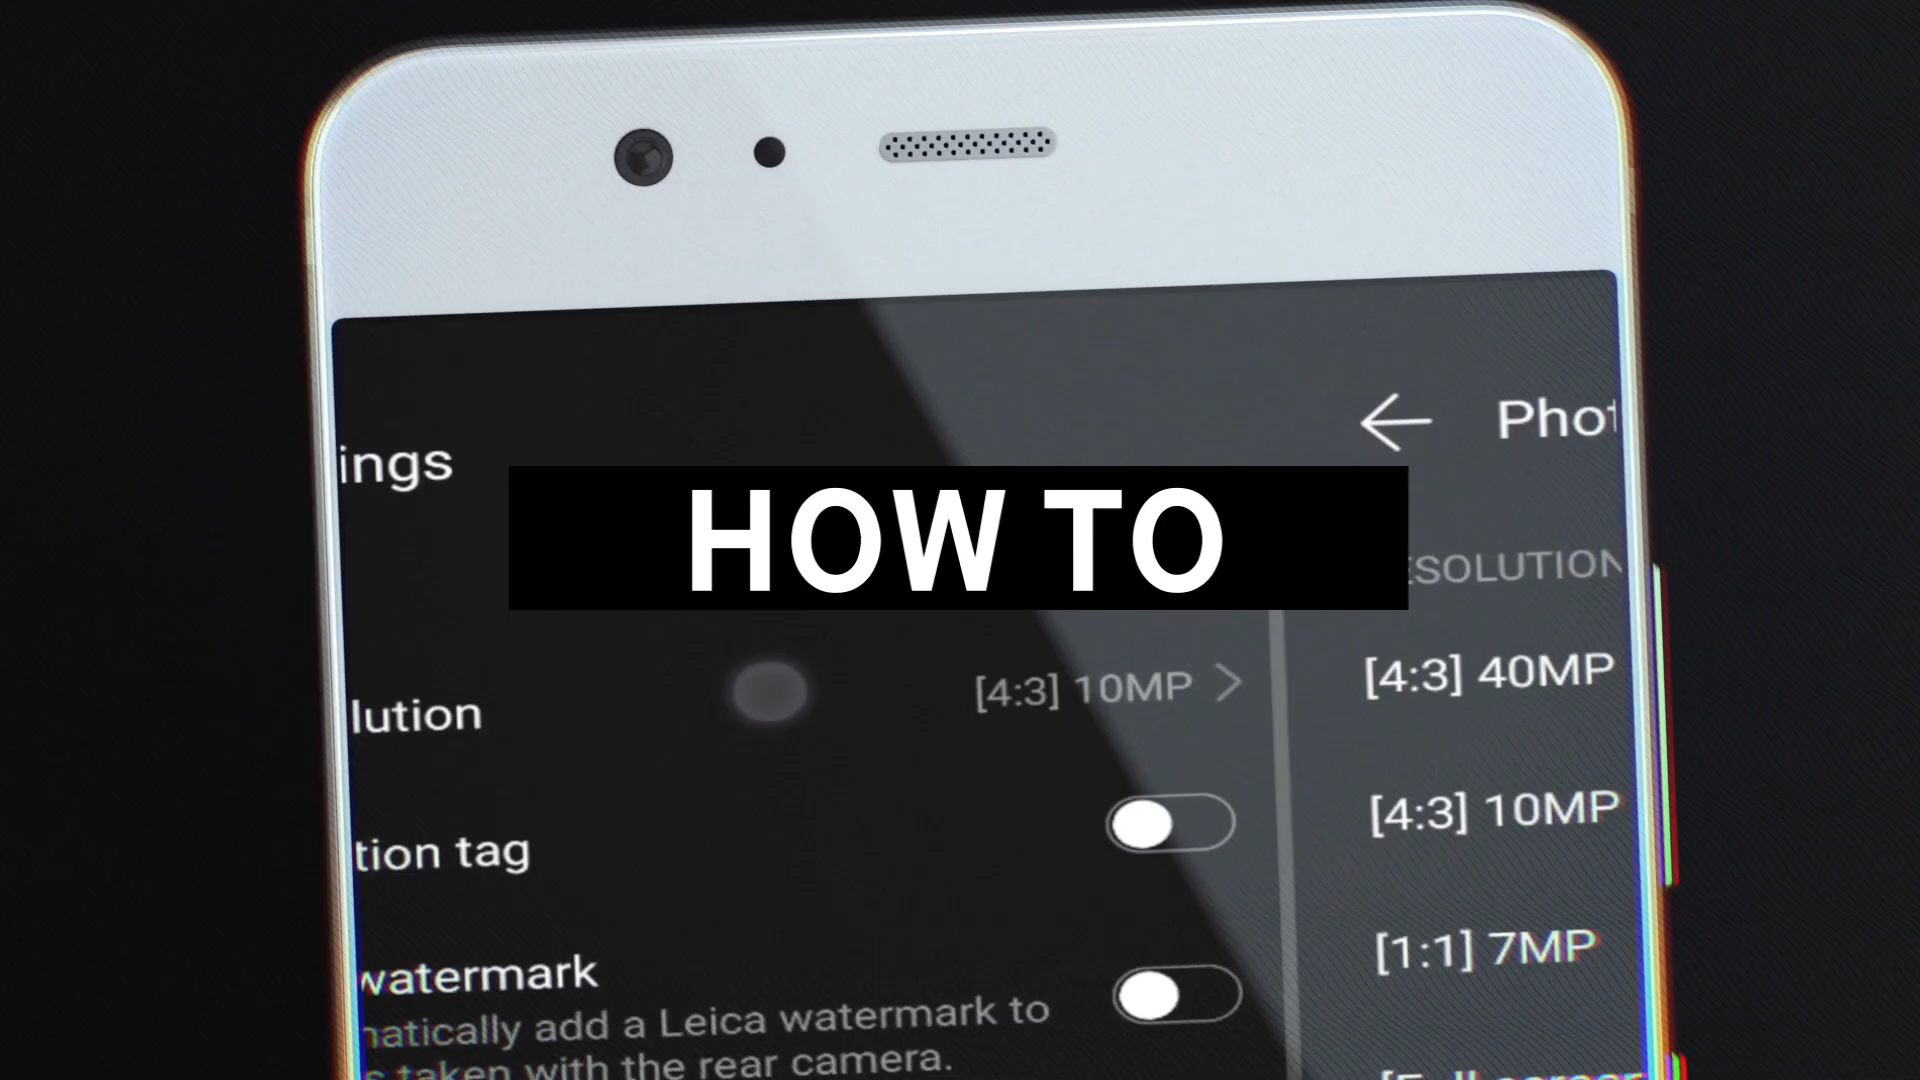 ings
Phot
HOW TO
ESOLUTION
lution
[4:3] 10MP
[4:3] 40MP
tion tag
[4:3] 10MP
watermark
[1:1] 7MP
natically add a Leica watermark to
s taken with the rear camera.